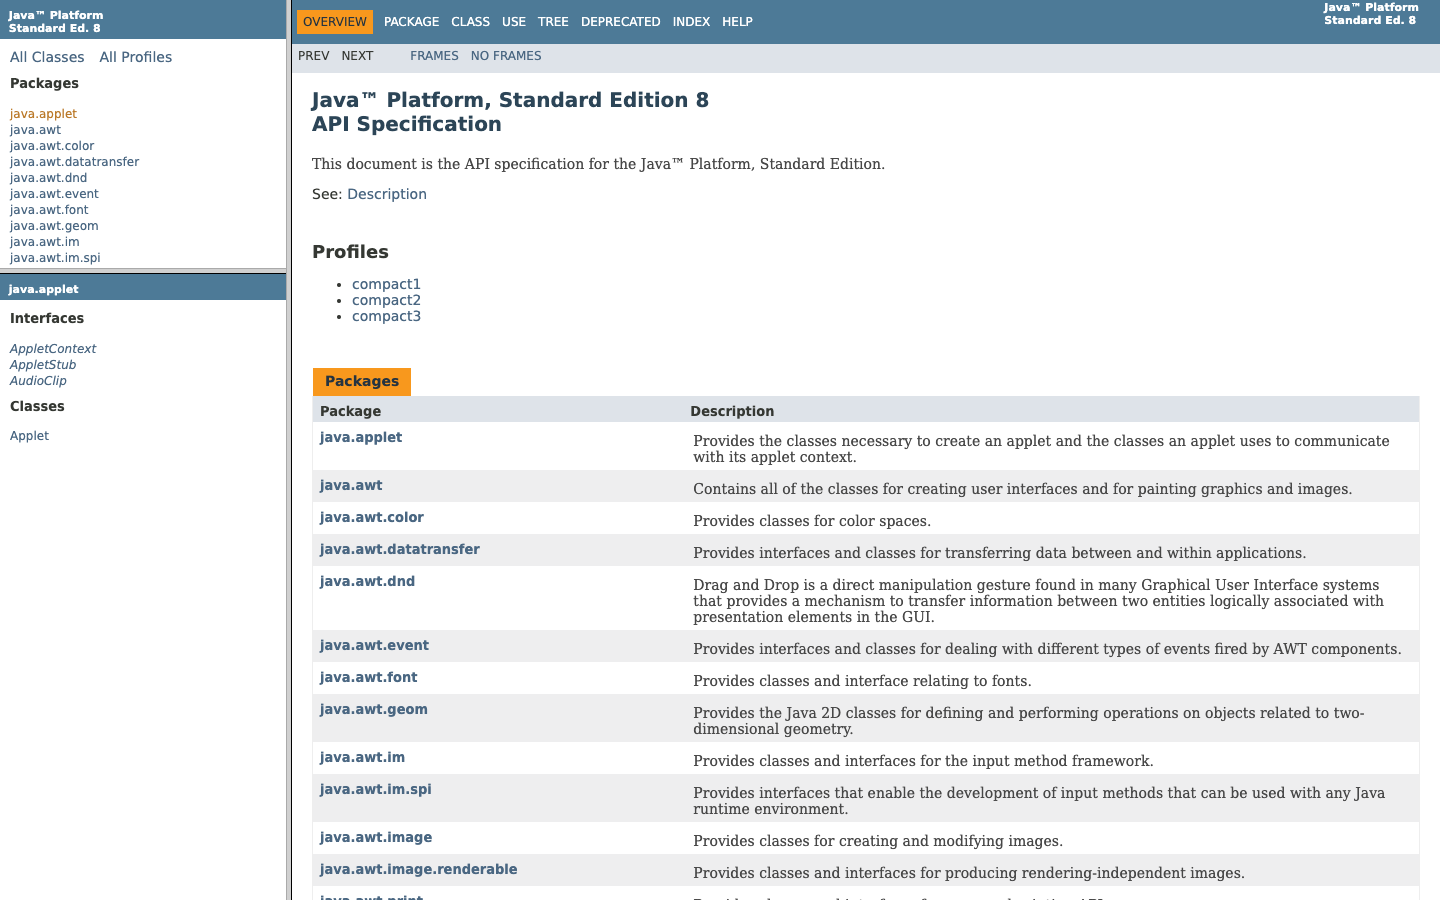 Java™ Platform
Standard Ed. 8
All Classes All Profiles
Packages
java.applet
java.awt
java.awt.color
java.awt.datatransfer
java.awt.dnd
java.awt.event
java.awt.font
java.awt.geom
java.awt.im
java.awt.im.spi
java.applet
Interfaces
AppletContext
AppletStub
AudioClip
Classes
Applet
OVERVIEW PACKAGE CLASS USE TREE DEPRECATED INDEX HELP
Java™ Platform
Standard Ed. 8
PREV NEXT FRAMES NO FRAMES
Java™ Platform, Standard Edition 8
API Specification
This document is the API specification for the Java™ Platform, Standard Edition.
See: Description
Profiles
compact1
compact2
compact3
Packages
Package Description
java.applet Provides the classes necessary to create an applet and the classes an applet uses to communicate
with its applet context.
java.awt Contains all of the classes for creating user interfaces and for painting graphics and images.
java.awt.color Provides classes for color spaces.
java.awt.datatransfer Provides interfaces and classes for transferring data between and within applications.
java.awt.dnd Drag and Drop is a direct manipulation gesture found in many Graphical User Interface systems
that provides a mechanism to transfer information between two entities logically associated with
presentation elements in the GUI.
java.awt.event Provides interfaces and classes for dealing with different types of events fired by AWT components.
java.awt.font Provides classes and interface relating to fonts.
java.awt.geom Provides the Java 2D classes for defining and performing operations on objects related to two-
dimensional geometry.
java.awt.im Provides classes and interfaces for the input method framework.
java.awt.im.spi Provides interfaces that enable the development of input methods that can be used with any Java
runtime environment.
java.awt.image Provides classes for creating and modifying images.
java.awt.image.renderable Provides classes and interfaces for producing rendering-independent images.
java.awt.print